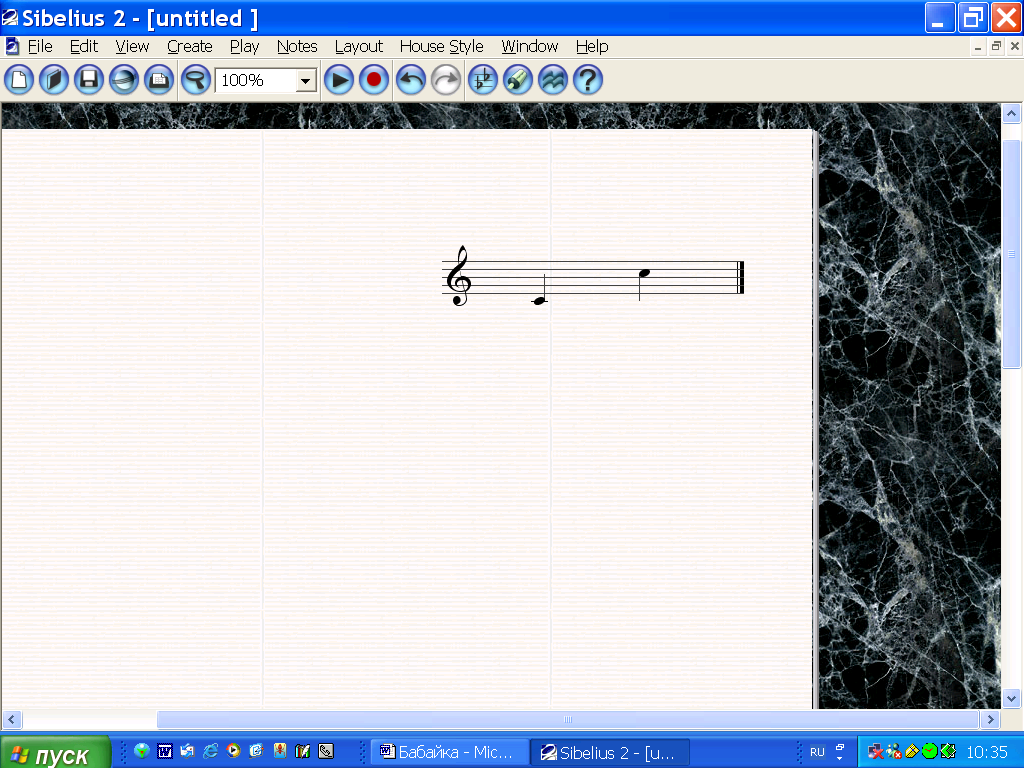 Sibelius 2 - [untitled ]
File Edit View Create Play Notes Layout House Style Window Help
100%
пуск Бабайка - Mic... Sibelius 2 - [u... RU 10:35